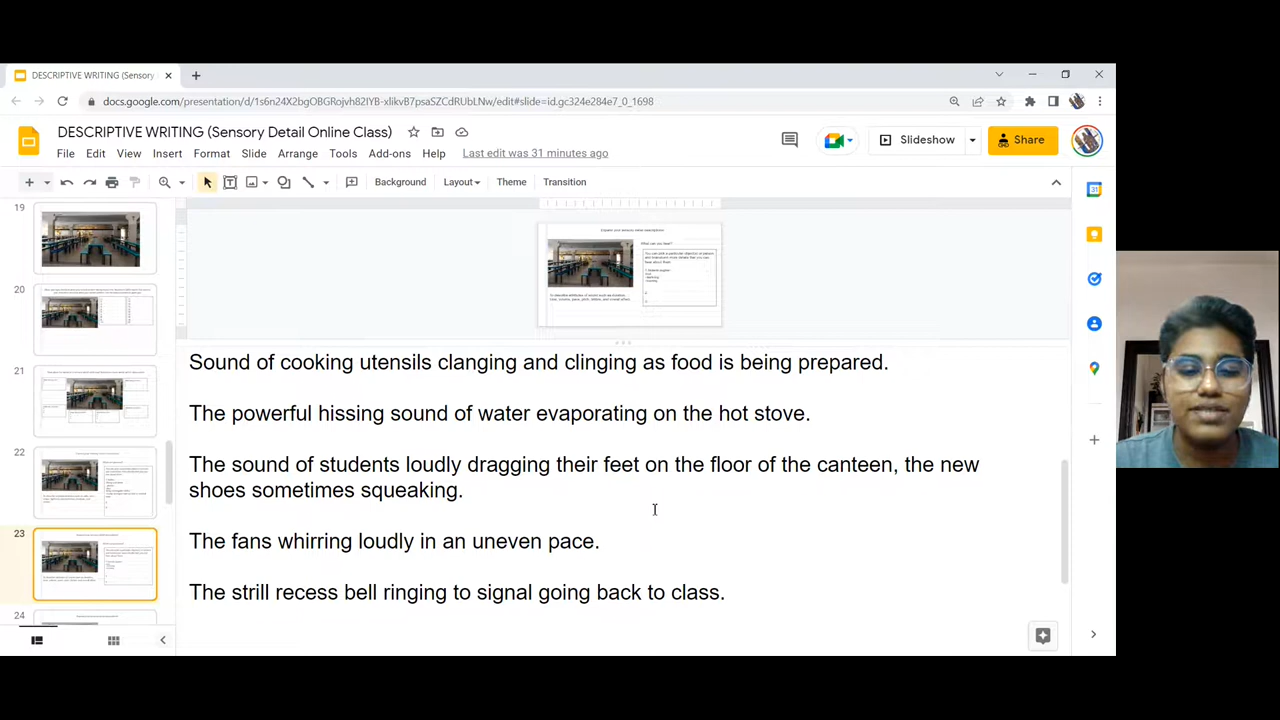 DESCRIPTIVE WRITING (Sensory
docs.google.com/presentation/d/1s6n24X2bgOBGRojvh82IYB-xlikvB7psaSZCdRUbLNw/edit#slide=id.gc324e284e7_0_1698
DESCRIPTIVE WRITING (Sensory Detail Online Class)
Slideshow
Share
File Edit View Insert Format Slide Arrange Tools Add-ons Help Last edit was 31 minutes ago
Background Layout Theme Transition
31
19
20
21
22
23
24
What can you hear?
Sound of cooking utensils clanging and clinging as food is being prepared.
The powerful hissing sound of water evaporating on the hot stove.
The sound of students loudly dragging their feet on the floor of the canteen, the new
shoes sometimes squeaking.
The fans whirring loudly in an uneven pace.
The strill recess bell ringing to signal going back to class.